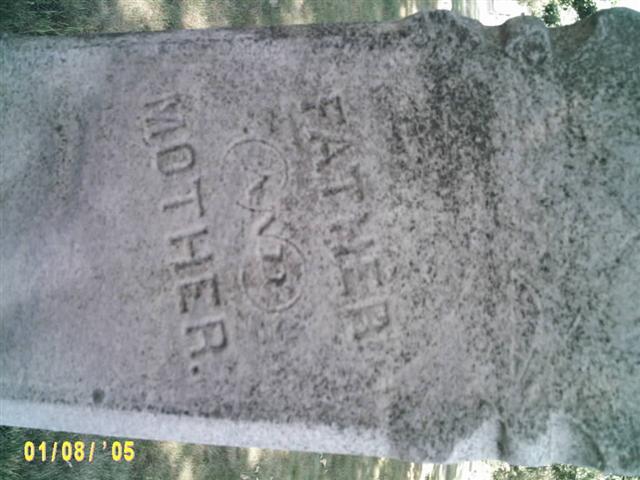 FATHER
AND
MOTHER.
01/08/'05